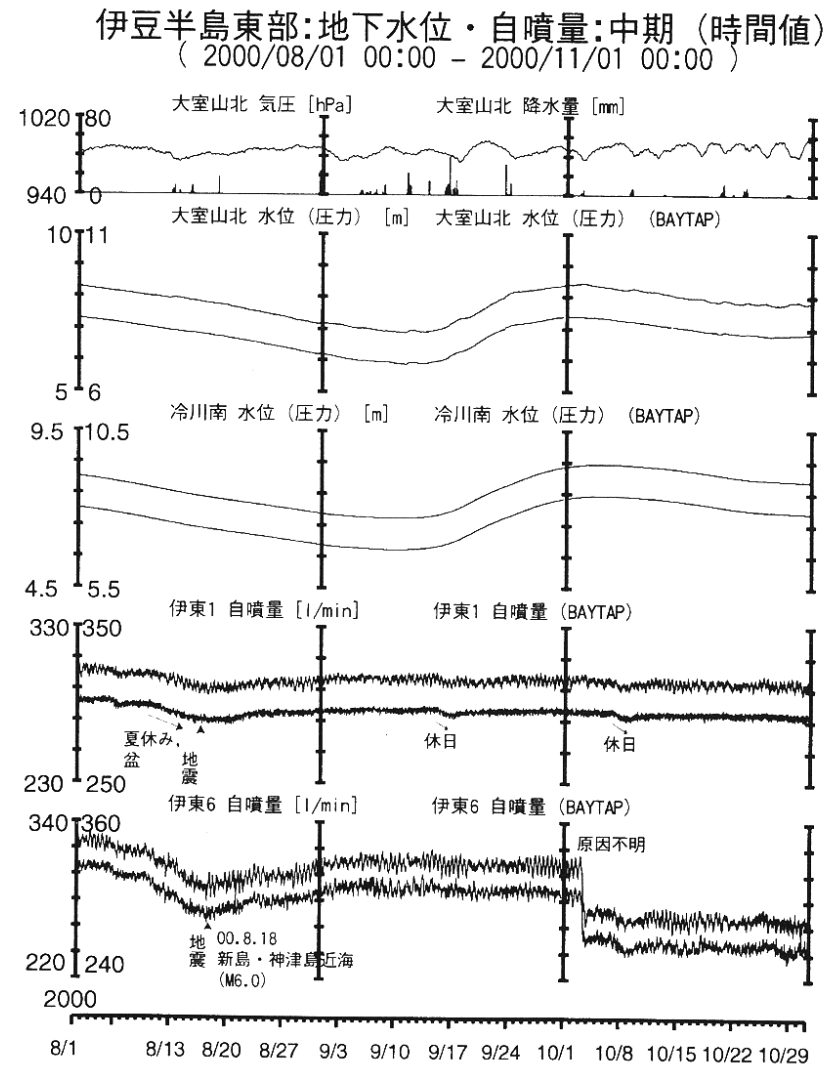 伊豆半島東部:地下水位・自噴量:中期（時間値）
( 2000/08/01 00:00 - 2000/11/01 00:00 )
大室山北 気圧 [hPa] 大室山北 降水量 [mm]
1020 80
940 0
大室山北 水位（圧力） [m] 大室山北 水位（圧力） (BAYTAP)
10 11
5 6
冷川南 水位（圧力） [m] 冷川南 水位（圧力） (BAYTAP)
9.5 10.5
4.5 5.5
伊東1 自噴量 [l/min] 伊東1 自噴量 (BAYTAP)
330 350
夏休み、
盆
地
震
休日
休日
230 250
伊東6 自噴量 [l/min] 伊東6 自噴量 (BAYTAP)
340 360
原因不明
地
震
00.8.18
新島・神津島近海
(M6.0)
220 240
2000
8/1 8/13 8/20 8/27 9/3 9/10 9/17 9/24 10/1 10/8 10/15 10/22 10/29